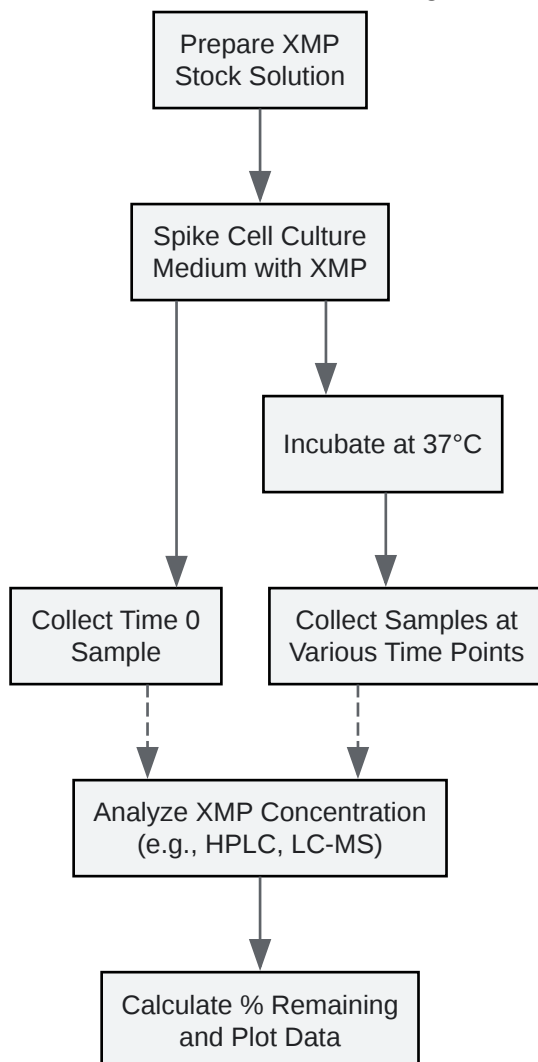 Prepare XMP
Stock Solution
Spike Cell Culture
Medium with XMP
Incubate at 37°C
Collect Time 0
Sample
Collect Samples at
Various Time Points
Analyze XMP Concentration
(e.g., HPLC, LC-MS)
Calculate % Remaining
and Plot Data